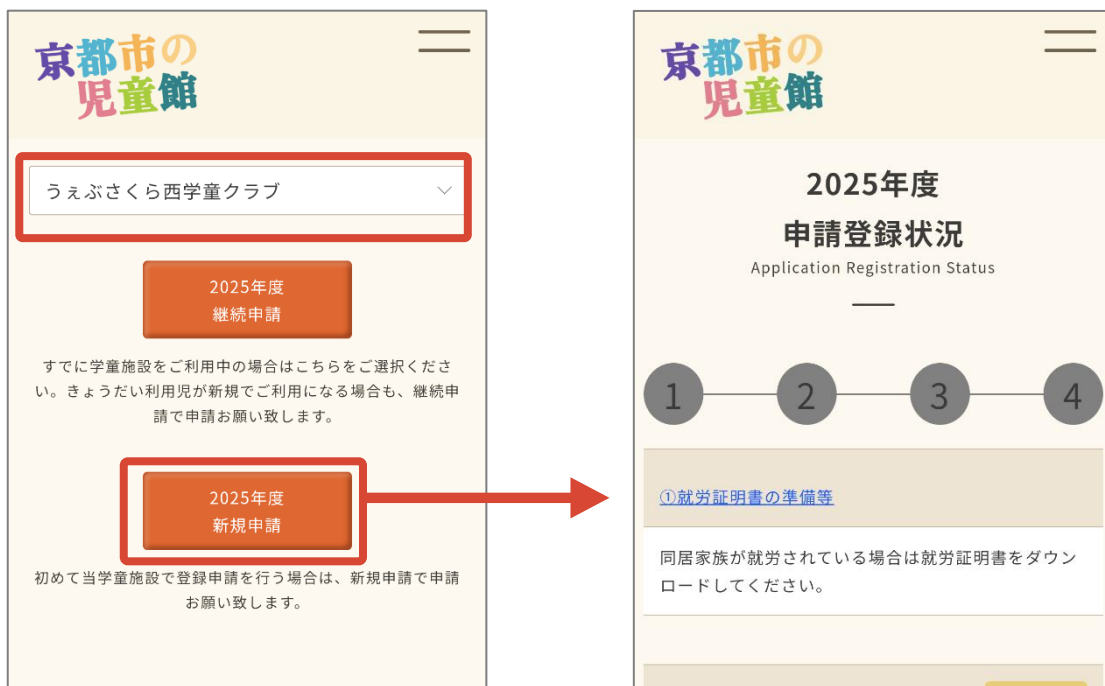 京都市の
児童館
うぇぶさくら西学童クラブ
2025年度
継続申請
すでに学童施設をご利用中の場合はこちらをご選択くださ
い。きょうだい利用児が新規でご利用になる場合も、継続申
請で申請お願い致します。
2025年度
新規申請
初めて当学童施設で登録申請を行う場合は、新規申請で申請
お願い致します。
京都市の
児童館
2025年度
申請登録状況
Application Registration Status
1
2
3
4
①就労証明書の準備等
同居家族が就労されている場合は就労証明書をダウン
ロードしてください。